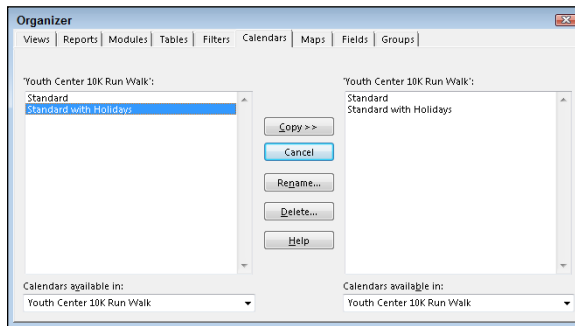 Organizer
Views Reports Modules Tables Filters Calendars Maps Fields Groups
'Youth Center 10K Run Walk':
Standard
Standard with Holidays
Copy >>
Cancel
Rename...
Delete...
Help
'Youth Center 10K Run Walk':
Standard
Standard with Holidays
Calendars available in:
Youth Center 10K Run Walk
Calendars available in:
Youth Center 10K Run Walk